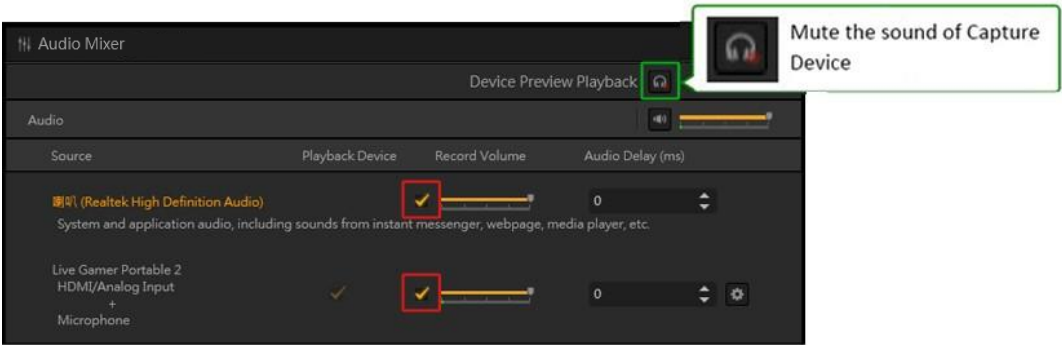 Audio Mixer
Mute the sound of Capture
Device
Device Preview Playback
Audio
Source Playback Device Record Volume Audio Delay (ms)
喇叭 (Realtek High Definition Audio) 0
System and application audio, including sounds from instant messenger, webpage, media player, etc.
Live Gamer Portable 2
HDMI/Analog Input 0
+
Microphone